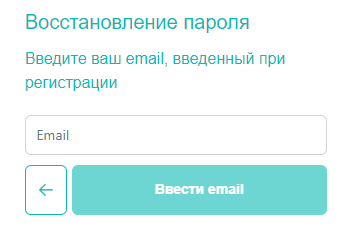 Восстановление пароля
Введите ваш email, введенный при
регистрации
Email
Ввести email